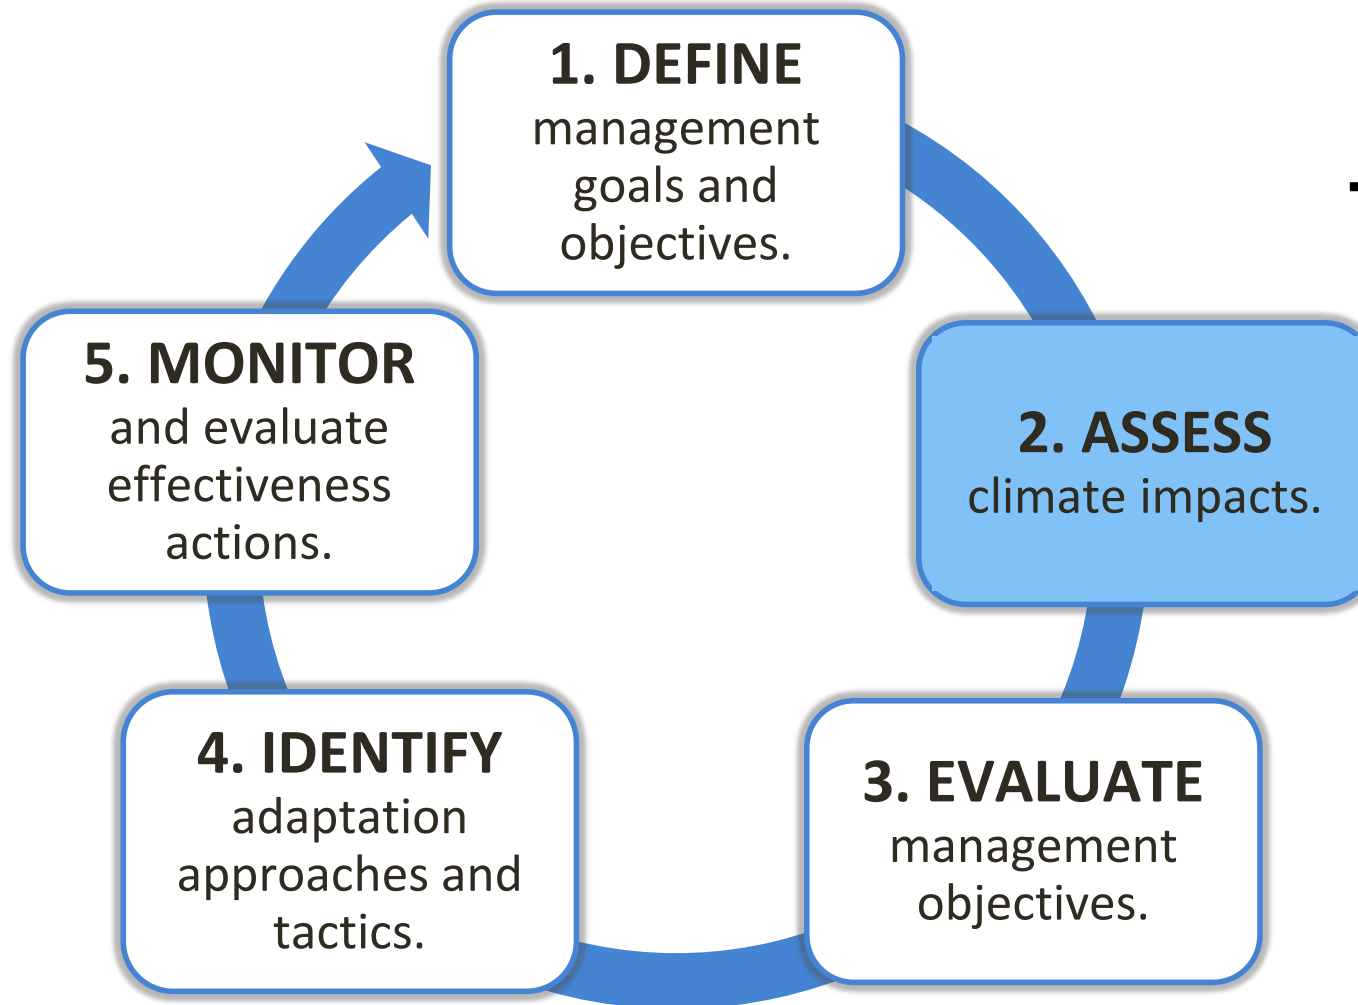 1. DEFINE
management
goals and
objectives.
2. ASSESS
climate impacts.
3. EVALUATE
management
objectives.
4. IDENTIFY
adaptation
approaches and
tactics.
5. MONITOR
and evaluate
effectiveness
actions.